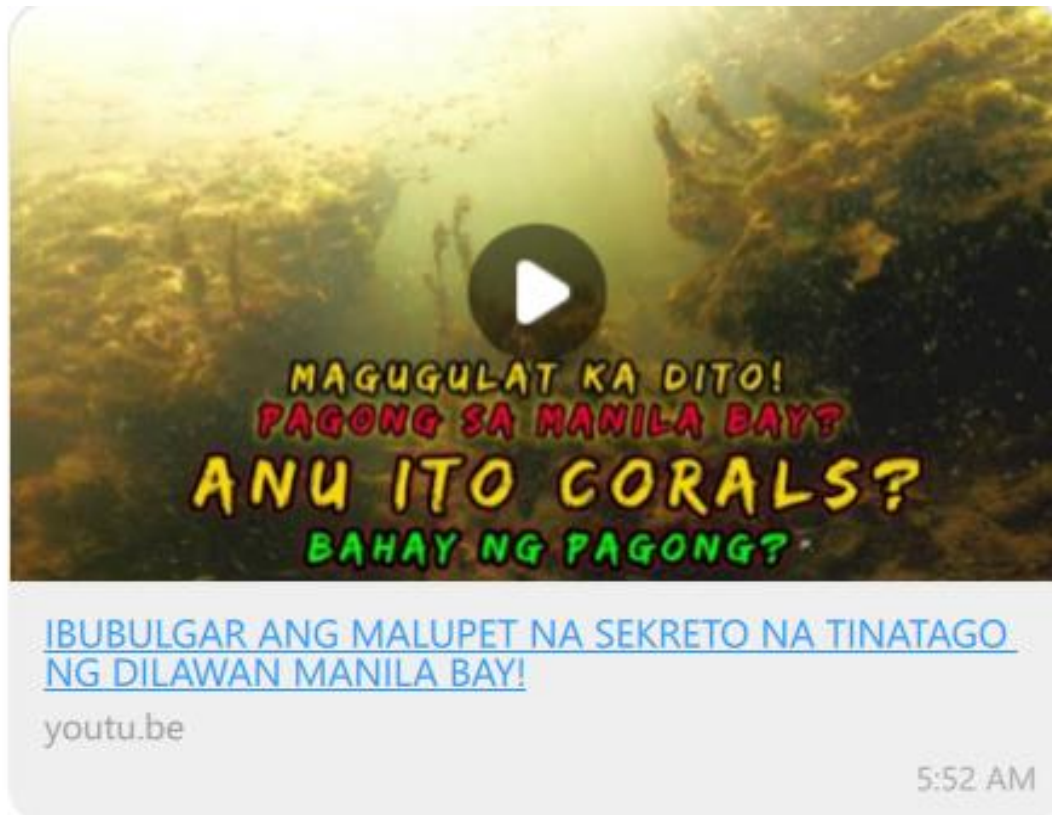 MAGUGULAT KA DITO!
PAGONG SA MANILA BAY?
ANU ITO CORALS?
BAHAY NG PAGONG?
IBUBULGAR ANG MALUPET NA SEKRETO NA TINATAGO
NG DILAWAN MANILA BAY!
youtu.be
5:52 AM